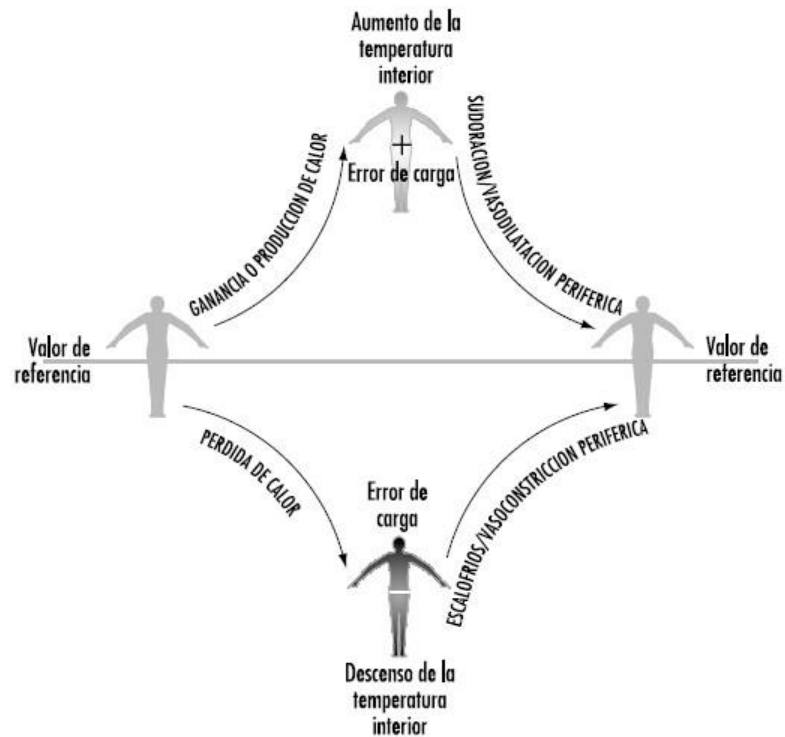 Aumento de la
temperatura
interior
+
Error de carga
GANANCIA O PRODUCCION DE CALOR
SUDORACION/VASODILATACION PERIFERICA
Valor de
referencia
Valor de
referencia
PERDIDA DE CALOR
Error de
carga
ESCALOFRIOS/VASOCONSTRICCION PERIFERICA
Descenso de la
temperatura
interior